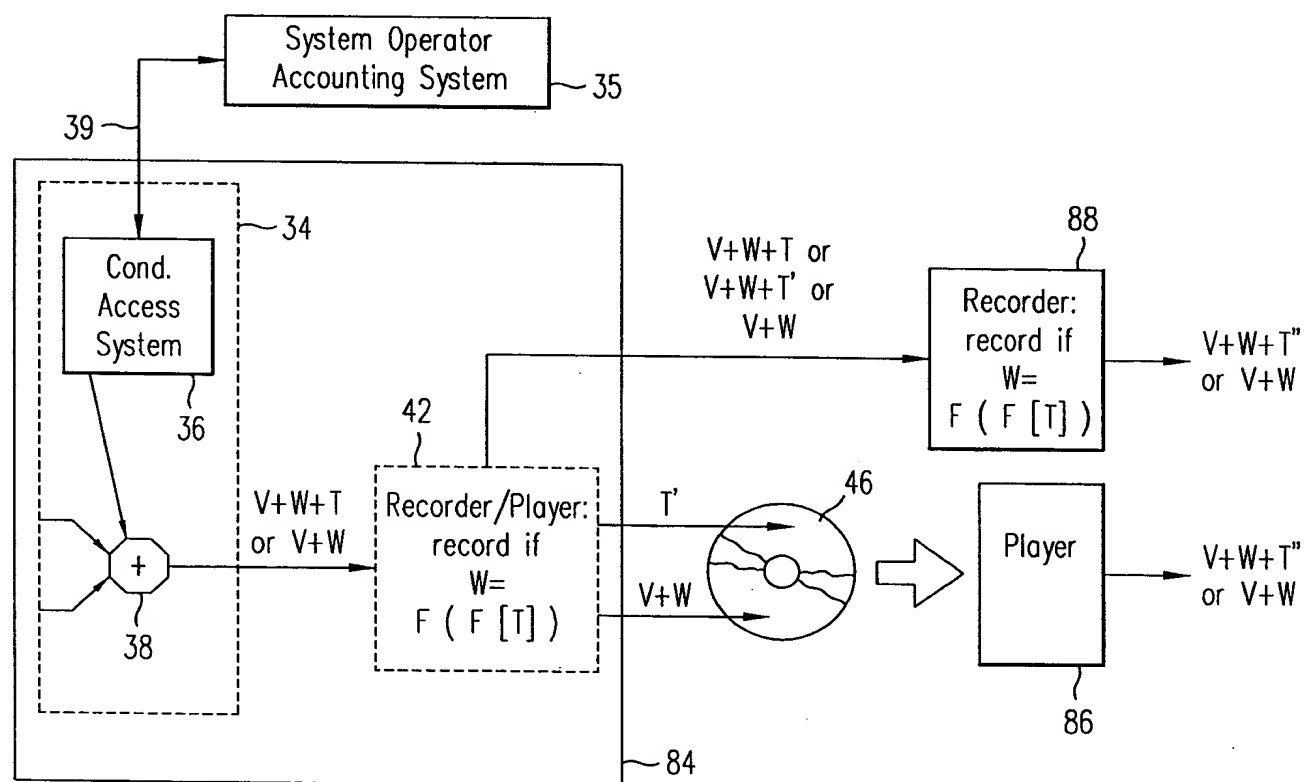 System Operator
Accounting System
35
39
34
Cond.
Access
System
36
V+W+T
or V+W
38
42
Recorder/Player:
record if
W=
F ( F [T] )
V+W+T or
V+W+T' or
V+W
88
Recorder:
record if
W=
F ( F [T] )
V+W+T"
or V+W
T'
V+W
46
Player
86
V+W+T"
or V+W
84
+